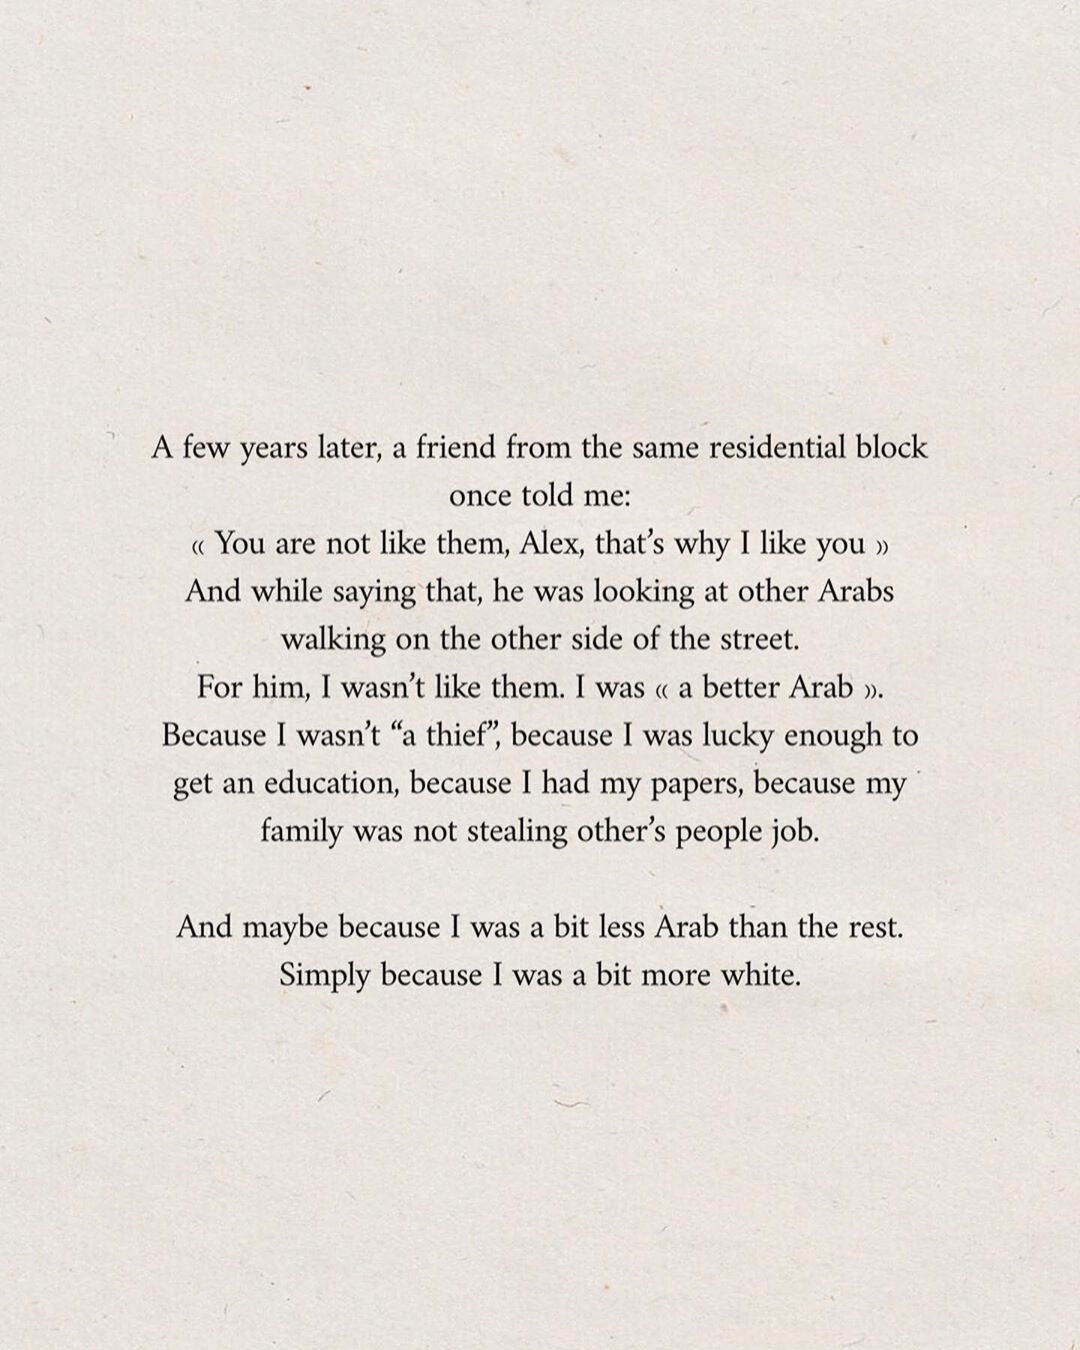 A few years later, a friend from the same residential block
once told me:
« You are not like them, Alex, that’s why I like you »
And while saying that, he was looking at other Arabs
walking on the other side of the street.
For him, I wasn’t like them. I was « a better Arab ».
Because I wasn’t “a thief”, because I was lucky enough to
get an education, because I had my papers, because my
family was not stealing other’s people job.
And maybe because I was a bit less Arab than the rest.
Simply because I was a bit more white.